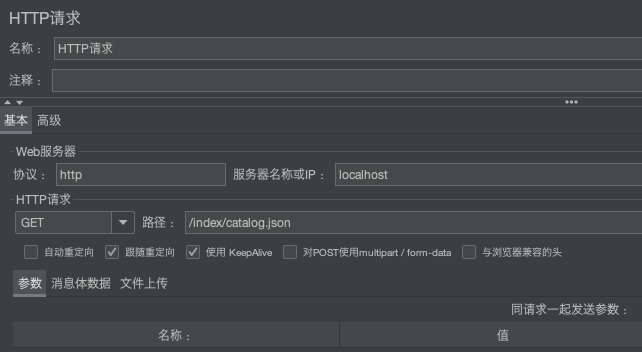 HTTP请求
名称： HTTP请求
注释：
基本 高级
Web服务器
协议： http 服务器名称或IP： localhost
HTTP请求
GET 路径： /index/catalog.json
自动重定向 跟随重定向 使用 KeepAlive 对POST使用multipart / form-data 与浏览器兼容的头
参数 消息体数据 文件上传
同请求一起发送参数：
名称： 值